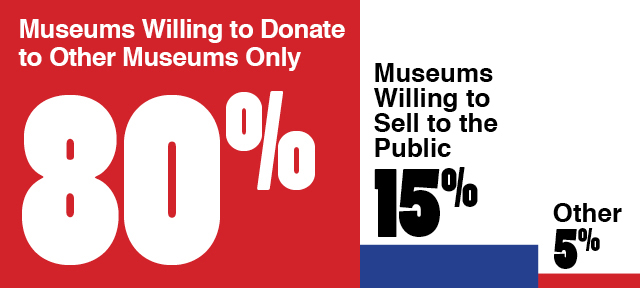 Museums Willing to Donate
to Other Museums Only
80%
Museums
Willing to
Sell to the
Public
15%
Other
5%